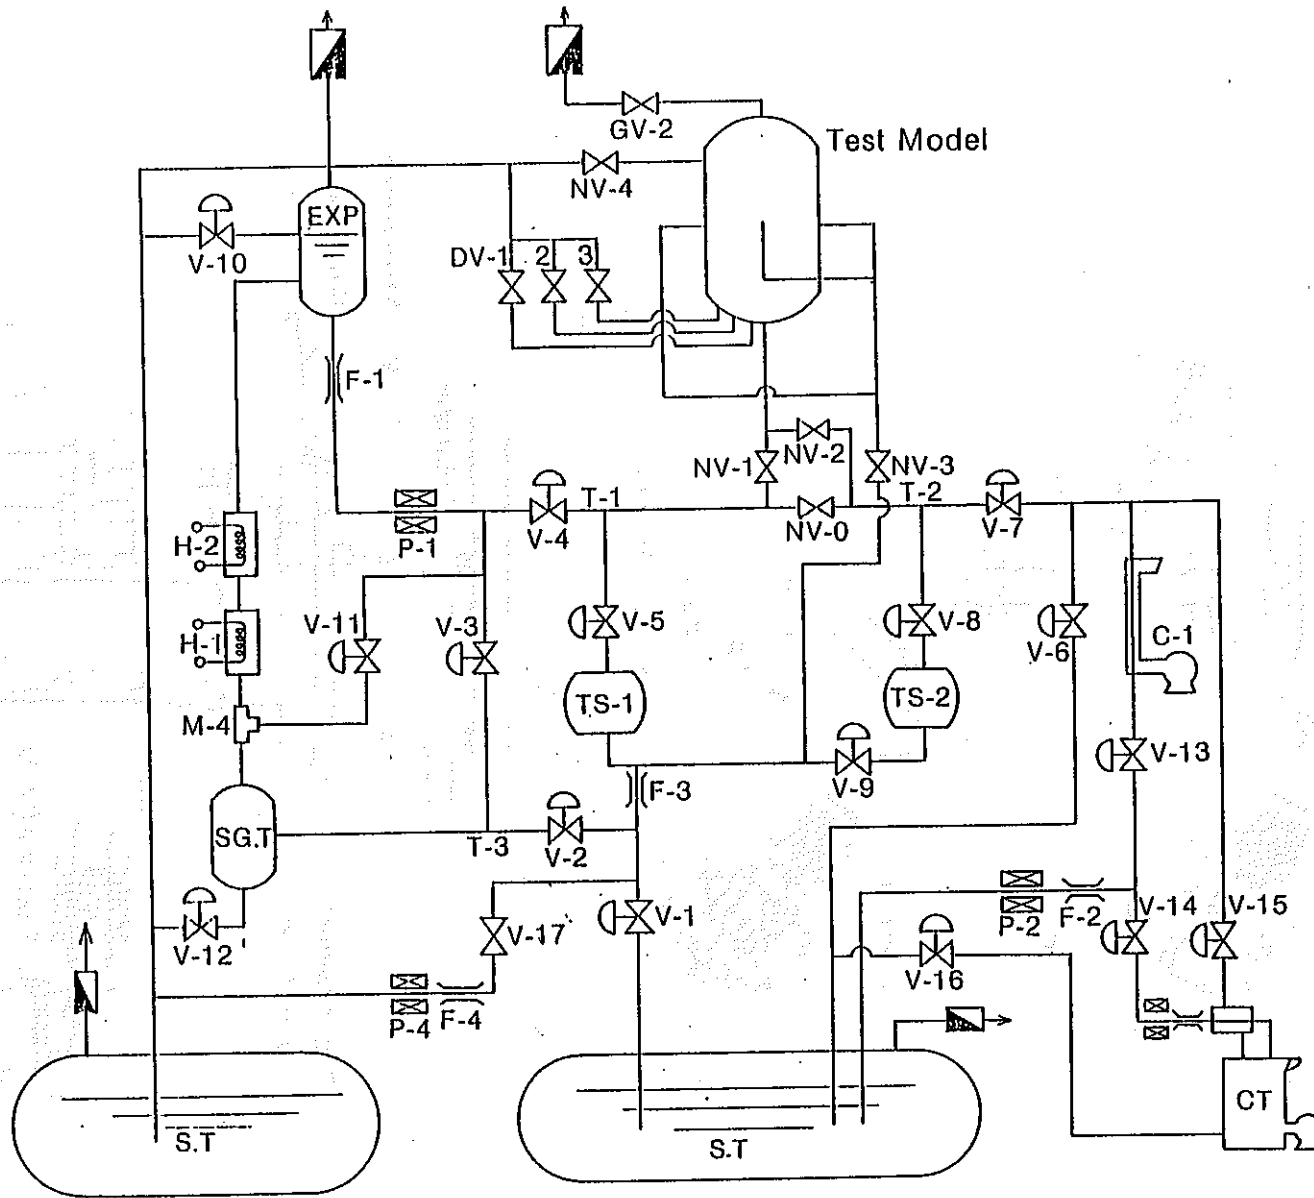 GV-2
Test Model
NV-4
EXP
V-10
DV-1 2 3
F-1
NV-2
NV-1
NV-3
T-1
T-2
V-4
P-1
NV-0
V-7
H-2
H-1
V-11
V-3
V-5
V-8
V-6
C-1
M-4
TS-1
TS-2
V-13
F-3
V-9
SG.T
T-3
V-2
V-12
V-17
V-1
P-2
F-2
V-14
V-15
V-16
P-4
F-4
CT
S.T
S.T